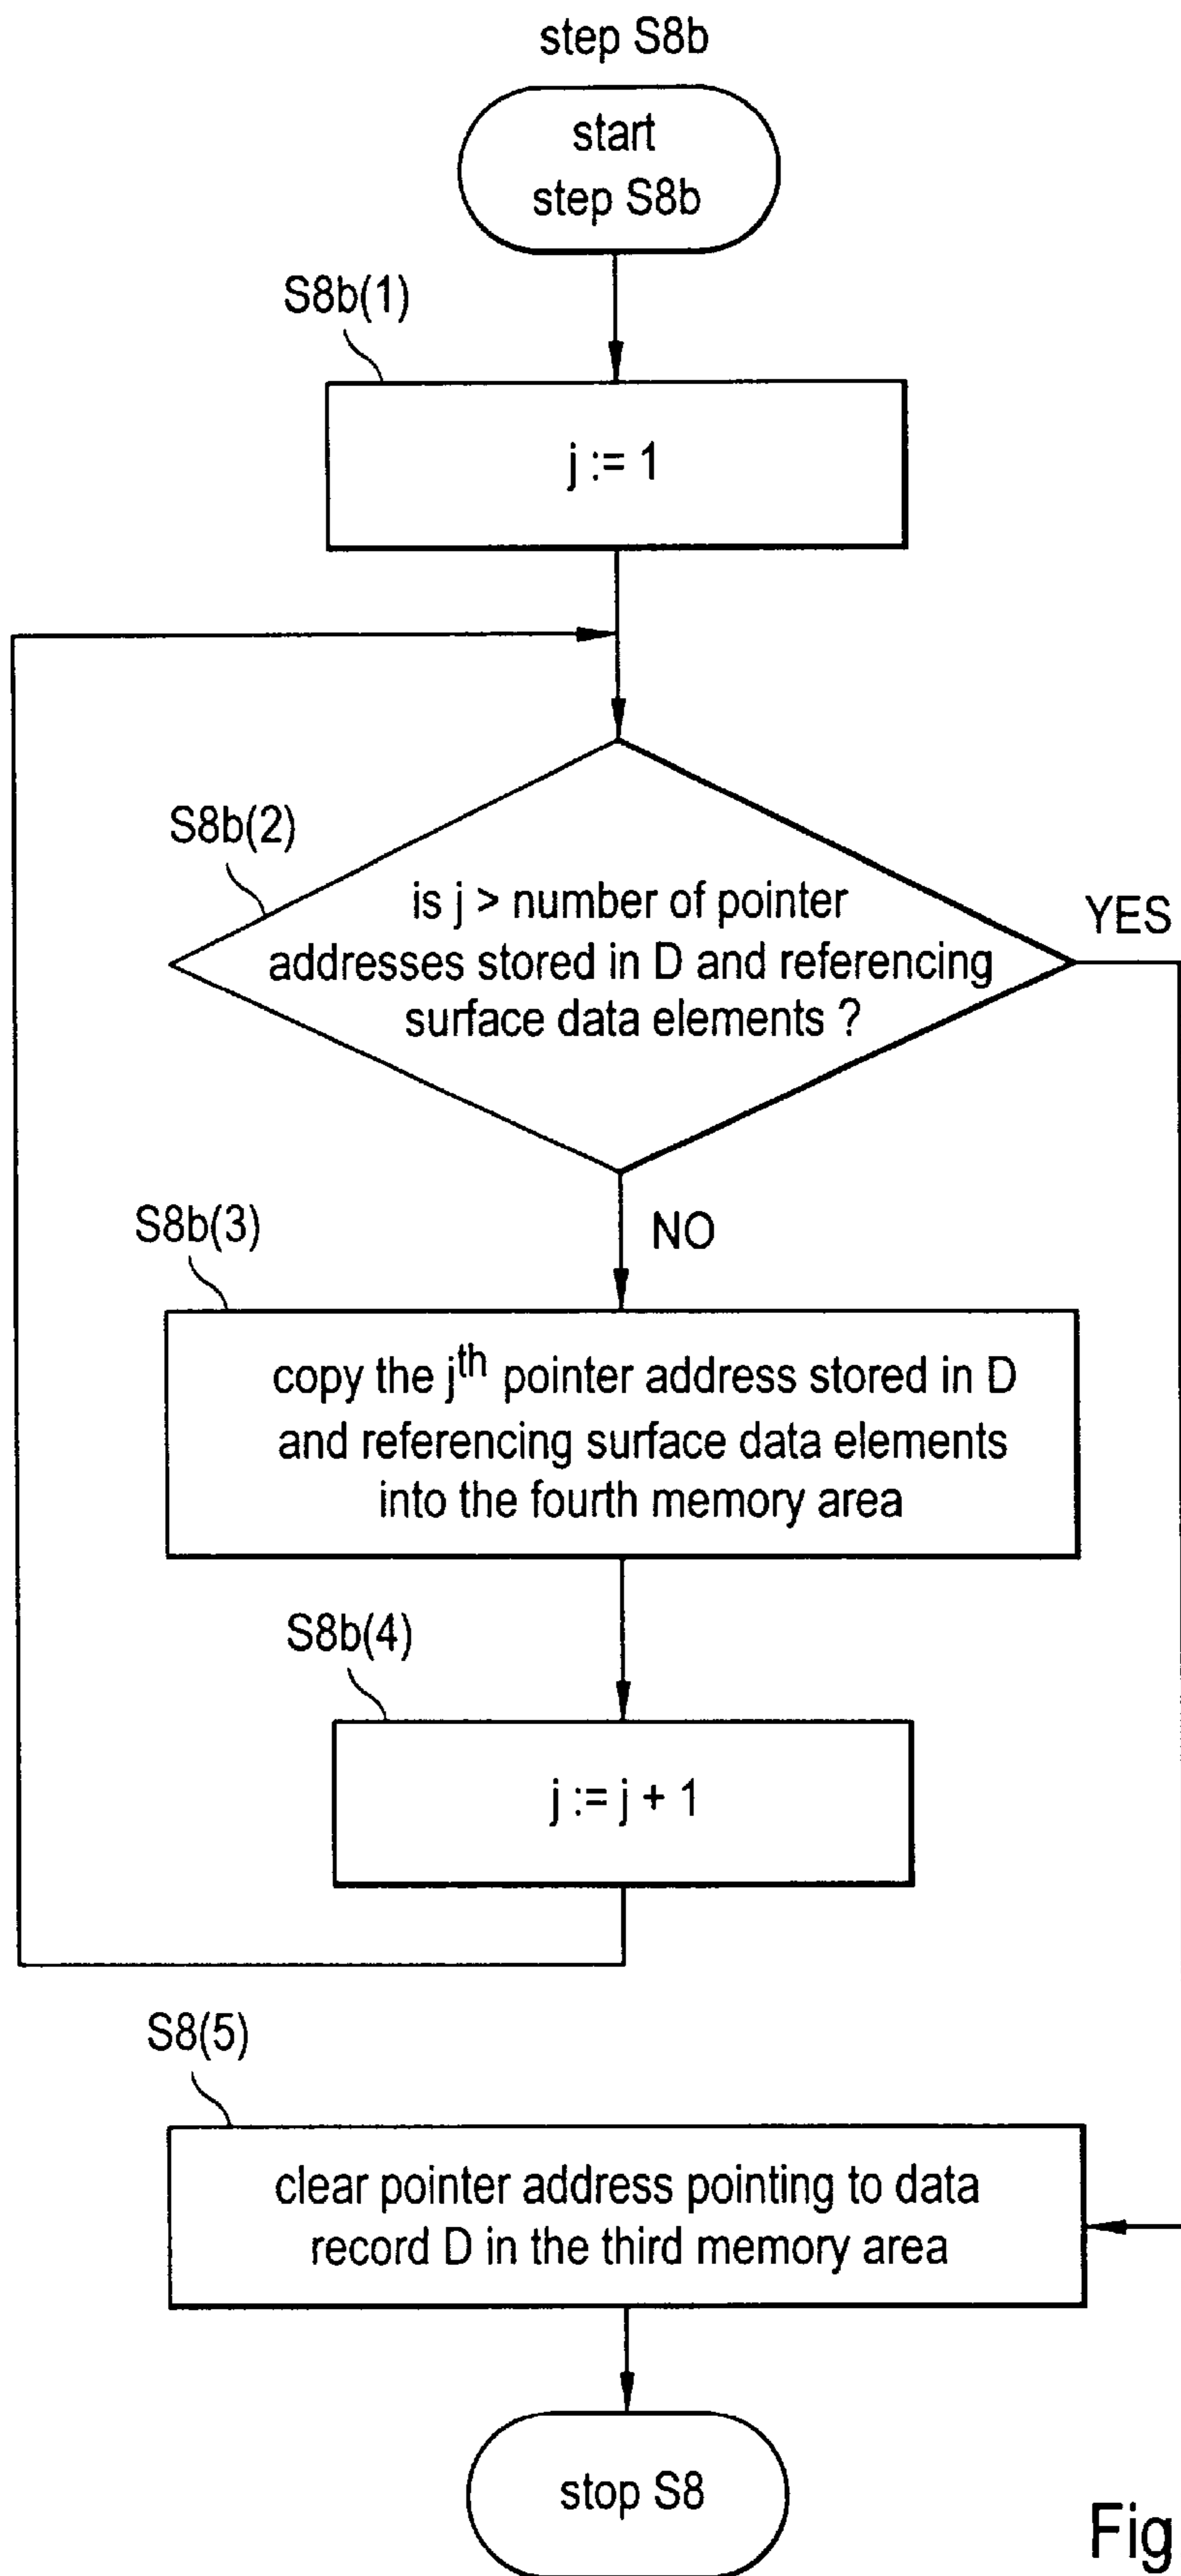 step S8b
start
step S8b
S8b(1)
j := 1
S8b(2)
is j > number of pointer
addresses stored in D and referencing
surface data elements ?
YES
NO
S8b(3)
copy the jth pointer address stored in D
and referencing surface data elements
into the fourth memory area
S8b(4)
j := j + 1
S8(5)
clear pointer address pointing to data
record D in the third memory area
stop S8
Fig